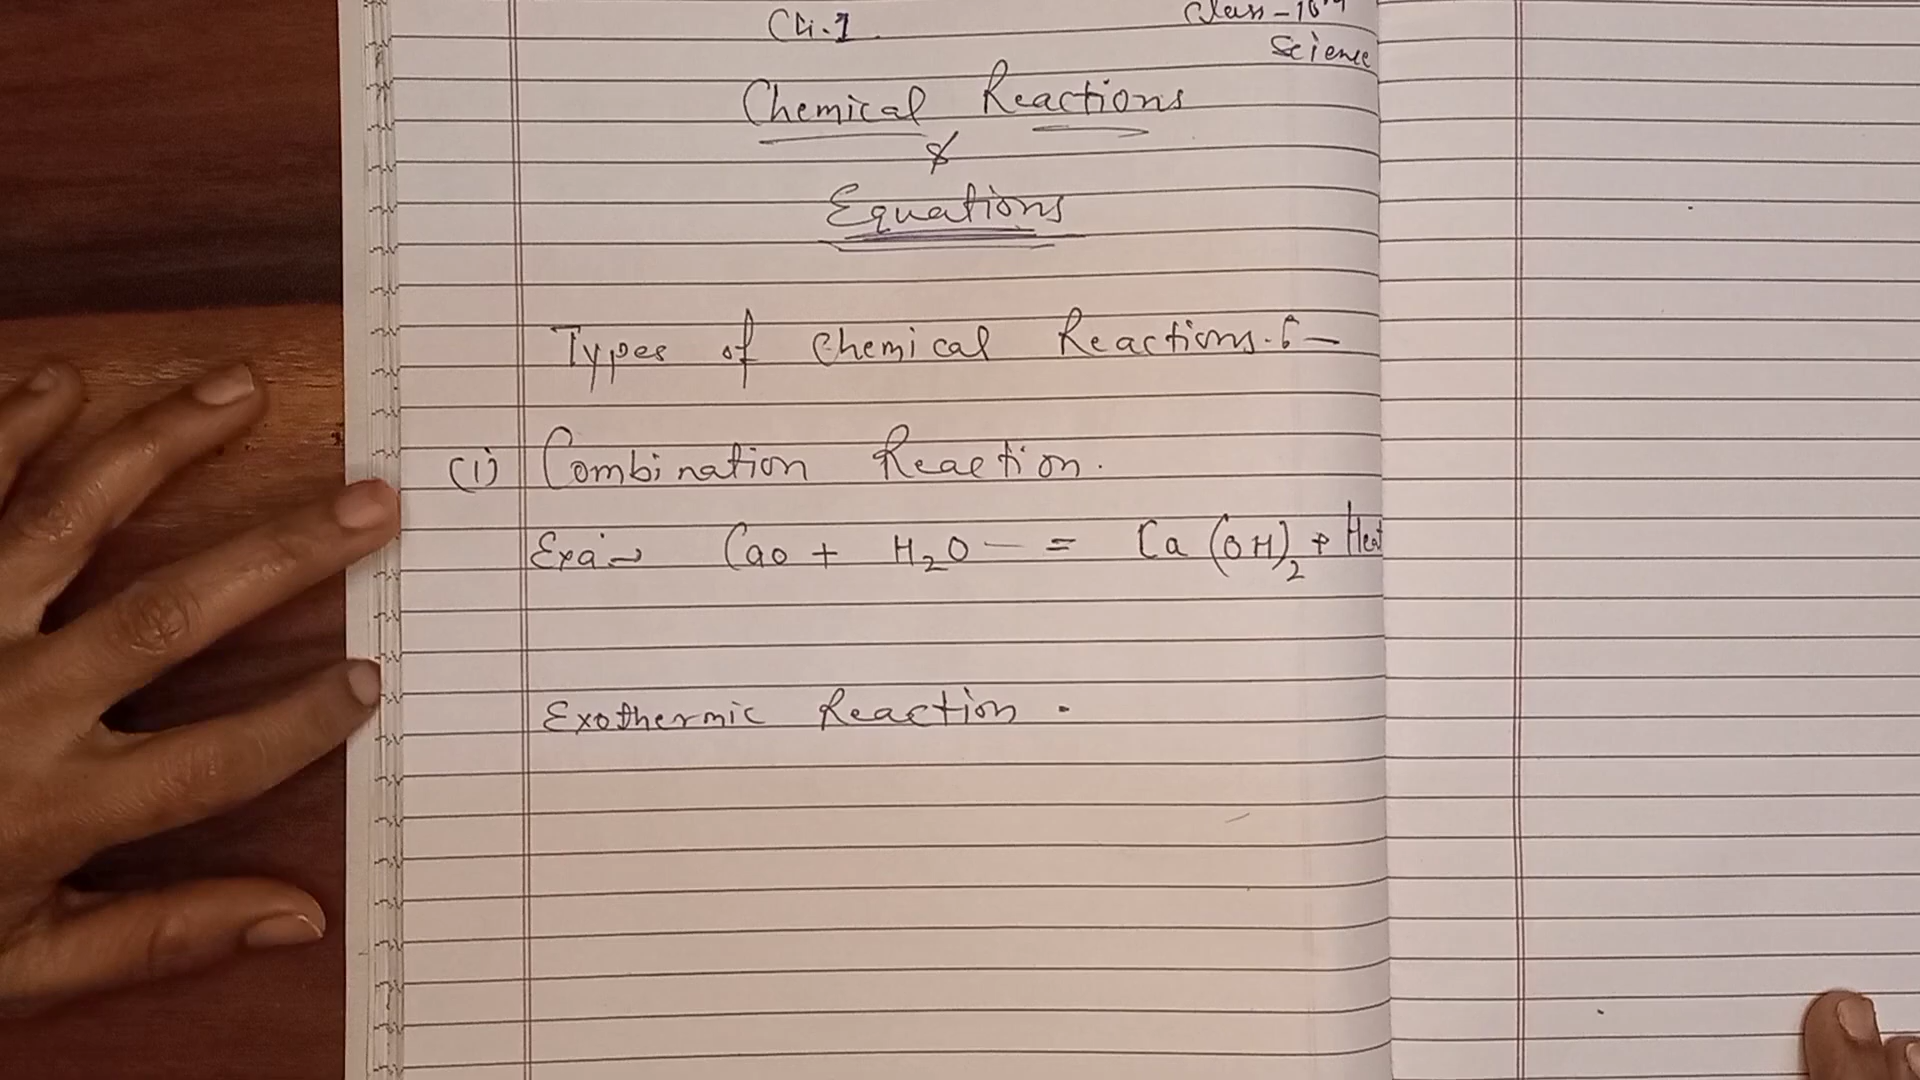 Ch.1
Class-10th
Science
Chemical Reactions
&
Equations
Types of Chemical Reactions:-
(i) Combination Reaction.
Exa→ CaO + H₂O — = Ca(OH)₂ + Heat
Exothermic Reaction.